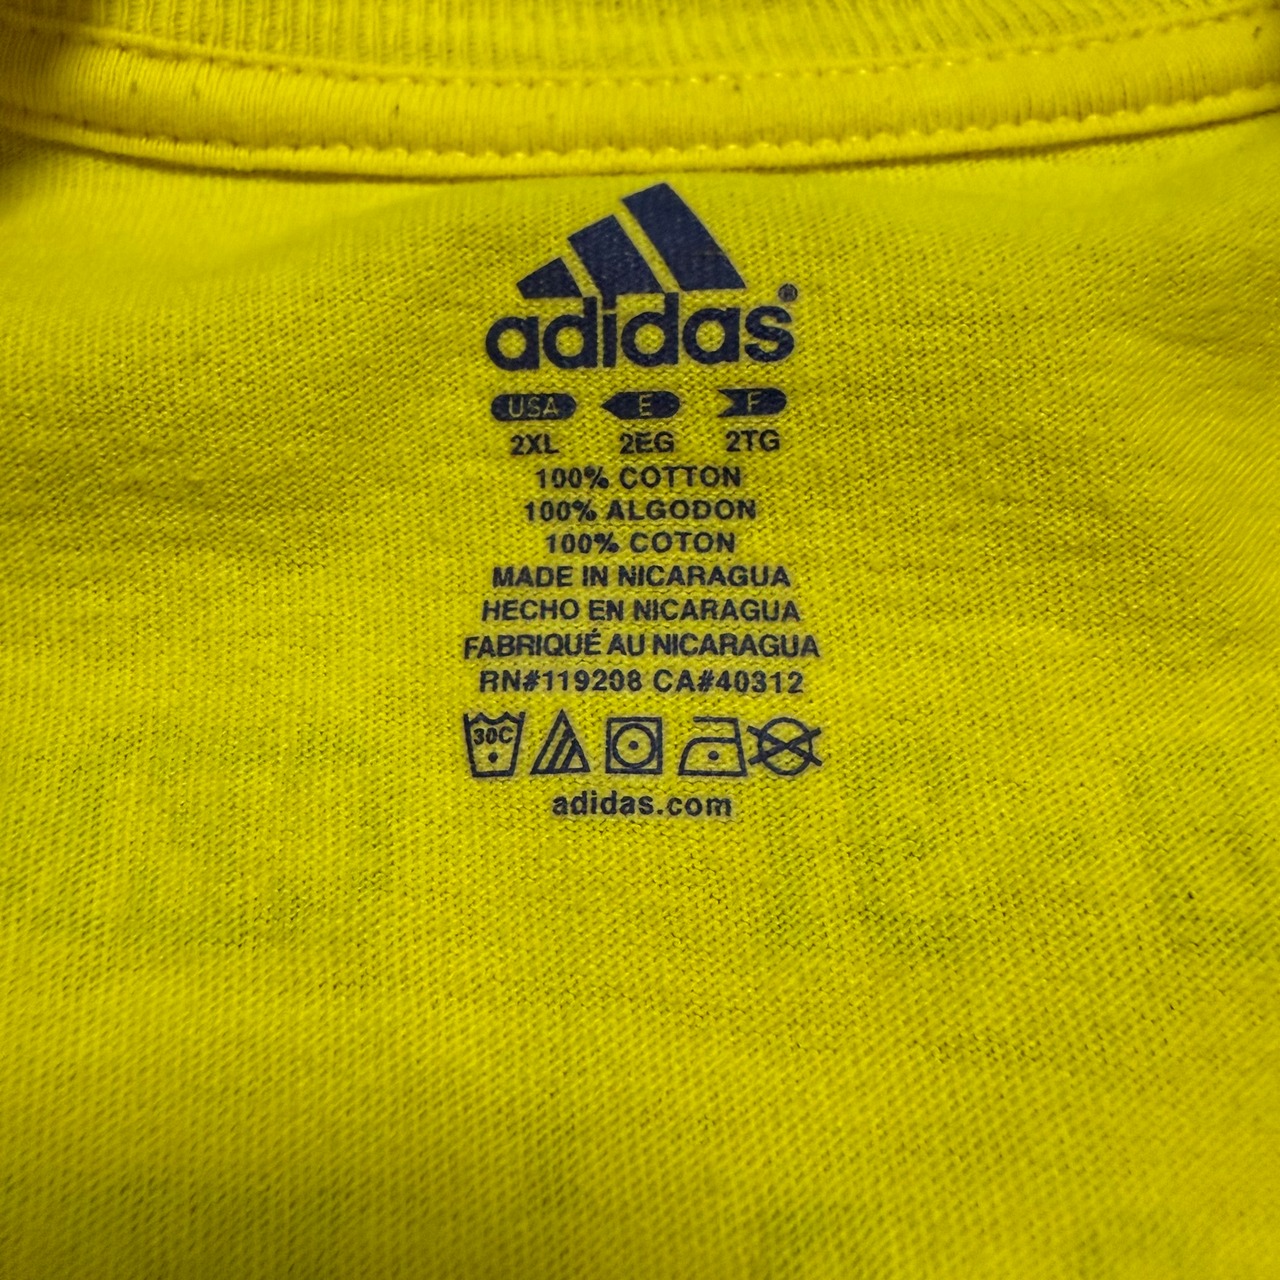 adidas®
USA E F
2XL 2EG 2TG
100% COTTON
100% ALGODON
100% COTON
MADE IN NICARAGUA
HECHO EN NICARAGUA
FABRIQUÉ AU NICARAGUA
RN#119208 CA#40312
30C
adidas.com